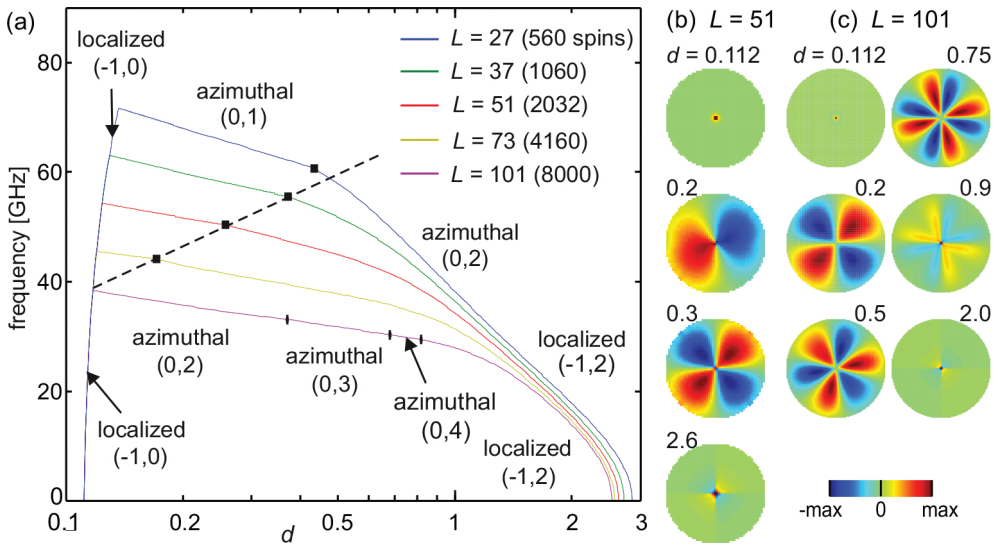 (a)
localized
(-1,0)
azimuthal
(0,1)
L = 27 (560 spins)
L = 37 (1060)
L = 51 (2032)
L = 73 (4160)
L = 101 (8000)
azimuthal
(0,2)
azimuthal
(0,2)
azimuthal
(0,3)
azimuthal
(0,4)
localized
(-1,2)
localized
(-1,2)
localized
(-1,0)
frequency [GHz]
80
60
40
20
0
0.1
0.2
0.5
1
2
3
d
(b) L = 51
d = 0.112
0.2
0.3
2.6
(c) L = 101
d = 0.112
0.75
0.2
0.9
0.5
2.0
-max
0
max